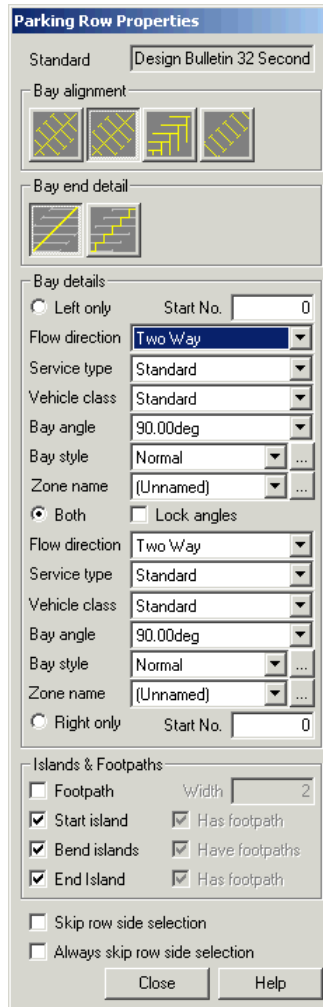 Parking Row Properties
Standard Design Bulletin 32 Second
Bay alignment
Bay end detail
Bay details
Left only Start No. 0
Flow direction Two Way
Service type Standard
Vehicle class Standard
Bay angle 90.00deg
Bay style Normal ...
Zone name (Unnamed) ...
Both Lock angles
Flow direction Two Way
Service type Standard
Vehicle class Standard
Bay angle 90.00deg
Bay style Normal ...
Zone name (Unnamed) ...
Right only Start No. 0
Islands & Footpaths
Footpath Width 2
Start island Has footpath
Bend islands Have footpaths
End Island Has footpath
Skip row side selection
Always skip row side selection
Close Help